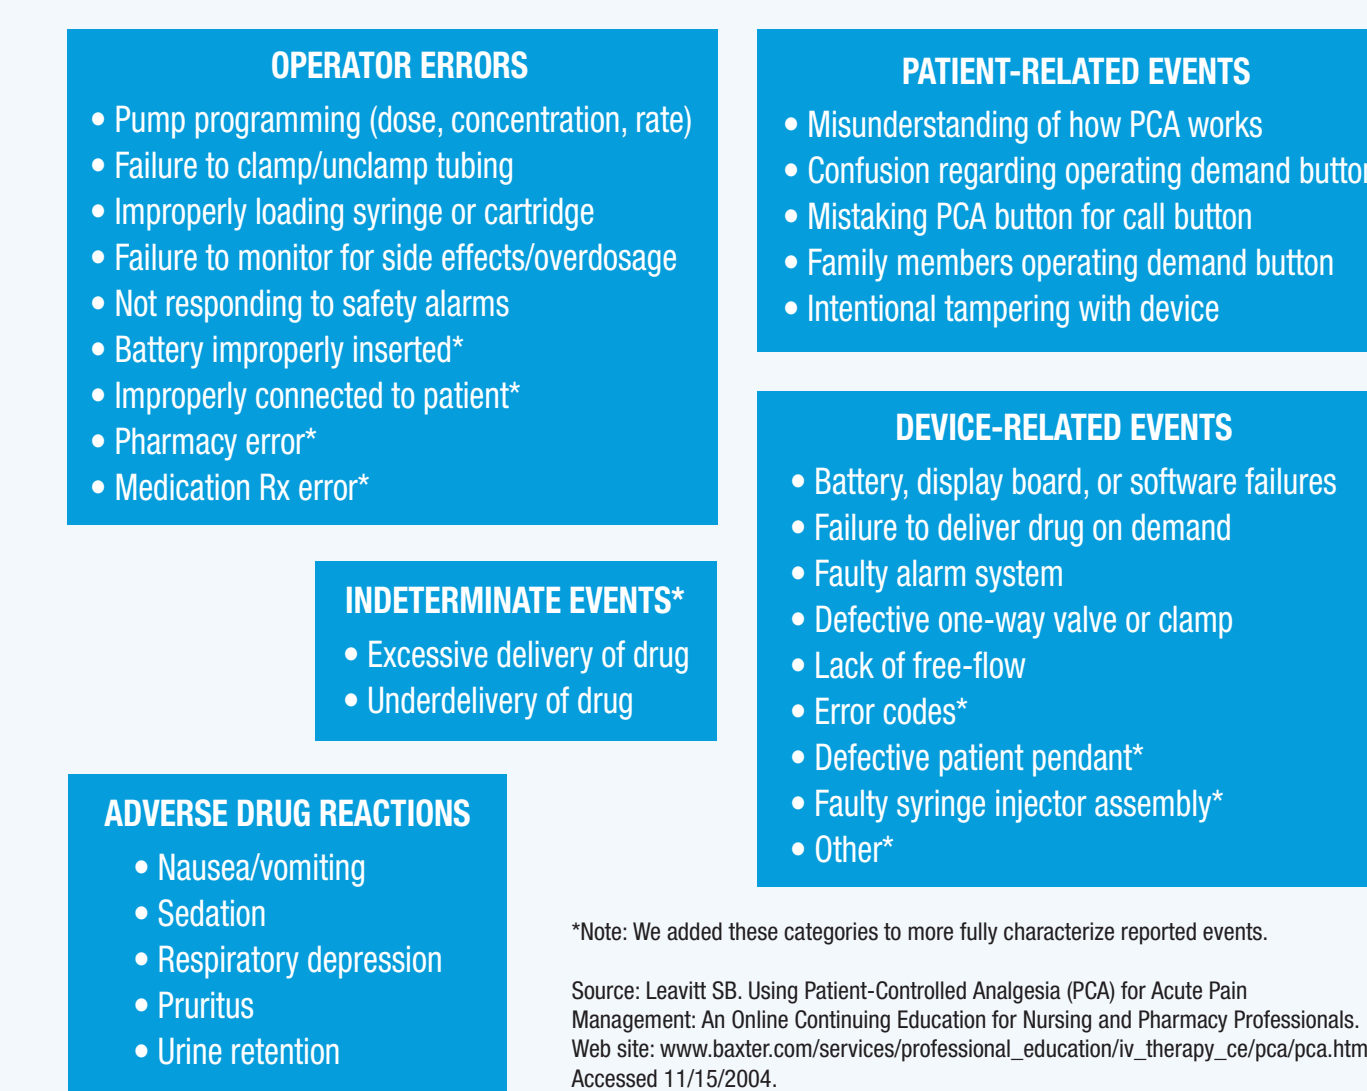 OPERATOR ERRORS
• Pump programming (dose, concentration, rate)
• Failure to clamp/unclamp tubing
• Improperly loading syringe or cartridge
• Failure to monitor for side effects/overdosage
• Not responding to safety alarms
• Battery improperly inserted*
• Improperly connected to patient*
• Pharmacy error*
• Medication Rx error*
INDETERMINATE EVENTS*
• Excessive delivery of drug
• Underdelivery of drug
ADVERSE DRUG REACTIONS
• Nausea/vomiting
• Sedation
• Respiratory depression
• Pruritus
• Urine retention
PATIENT-RELATED EVENTS
• Misunderstanding of how PCA works
• Confusion regarding operating demand button
• Mistaking PCA button for call button
• Family members operating demand button
• Intentional tampering with device
DEVICE-RELATED EVENTS
• Battery, display board, or software failures
• Failure to deliver drug on demand
• Faulty alarm system
• Defective one-way valve or clamp
• Lack of free-flow
• Error codes*
• Defective patient pendant*
• Faulty syringe injector assembly*
• Other*
*Note: We added these categories to more fully characterize reported events.
Source: Leavitt SB. Using Patient-Controlled Analgesia (PCA) for Acute Pain
Management: An Online Continuing Education for Nursing and Pharmacy Professionals.
Web site: www.baxter.com/services/professional_education/iv_therapy_ce/pca/pca.htm
Accessed 11/15/2004.